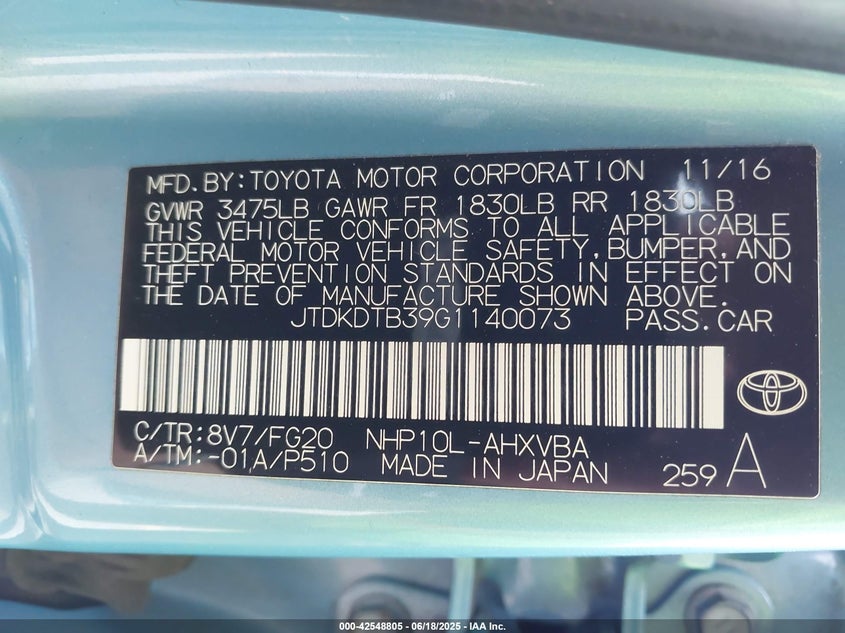 MFD.BY:TOYOTA MOTOR CORPORATION 11/16
GVWR 3475LB GAWR FR 1830LB RR 1830LB
THIS VEHICLE CONFORMS TO ALL APPLICABLE
FEDERAL MOTOR VEHICLE SAFETY,BUMPER,AND
THEFT PREVENTION STANDARDS IN EFFECT ON
THE DATE OF MANUFACTURE SHOWN ABOVE.
JTDKDTB39G1140073 PASS.CAR
C/TR:8V7/FG20 NHP10L-AHXVBA
A/TM:-01A/P510 MADE IN JAPAN 259 A
000-42548805 - 06/18/2025 - IAA Inc.